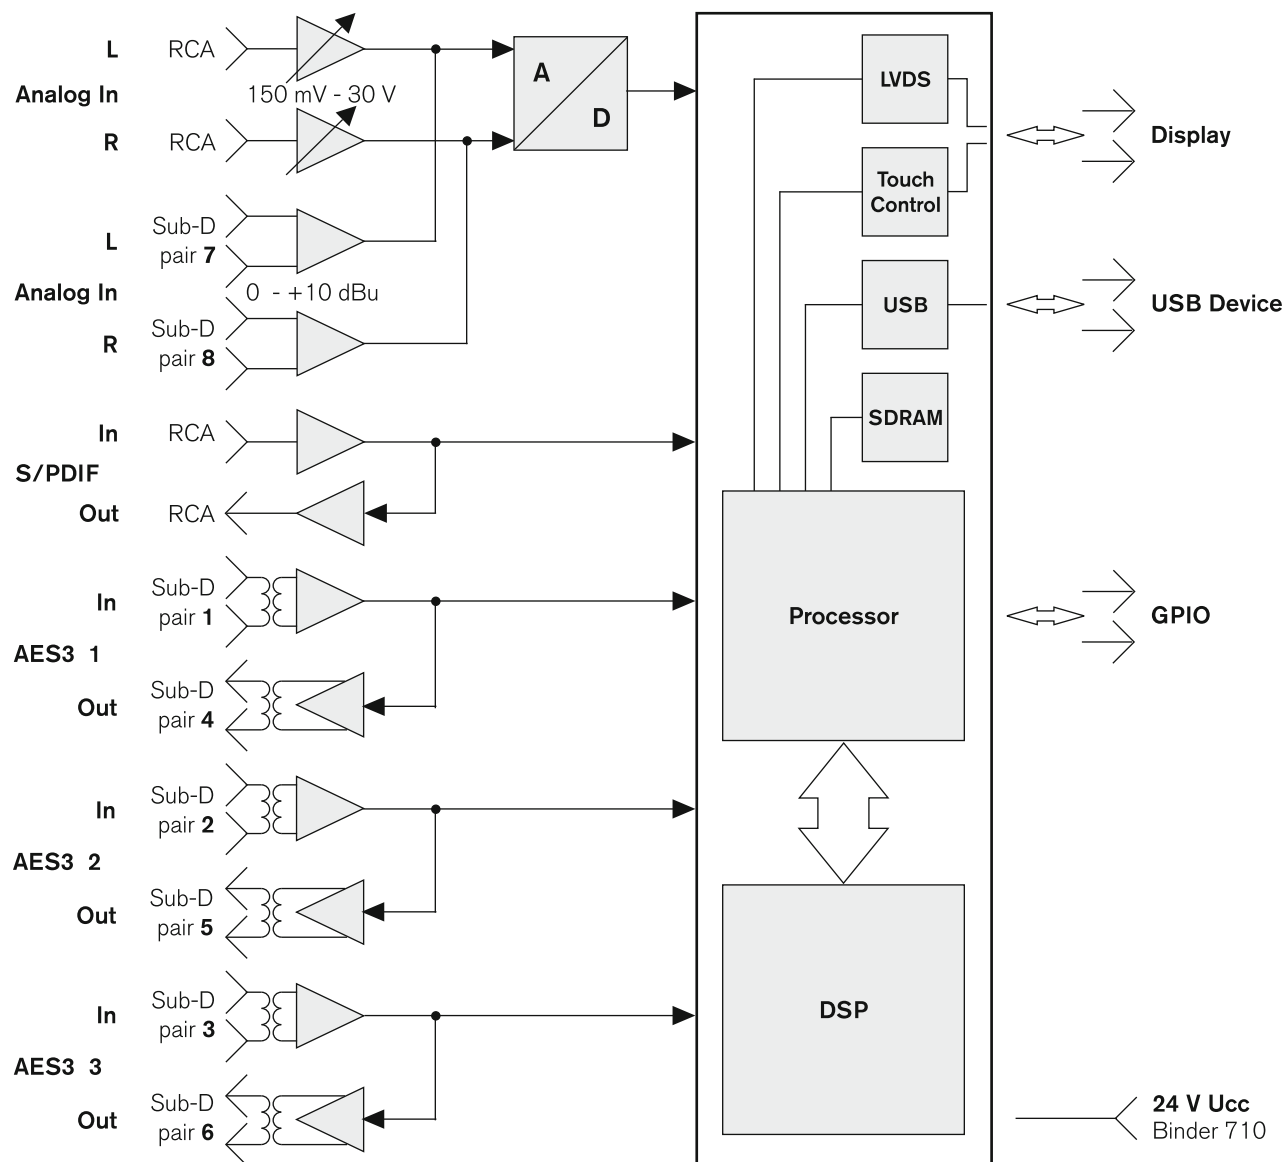 L RCA
Analog In
150 mV - 30 V
R RCA
A
D
Sub-D
L pair 7
Analog In
0 - +10 dBu
Sub-D
R pair 8
In RCA
S/PDIF
Out RCA
Sub-D
In pair 1
AES3 1
Sub-D
Out pair 4
Sub-D
In pair 2
AES3 2
Sub-D
Out pair 5
Sub-D
In pair 3
AES3 3
Sub-D
Out pair 6
LVDS
Touch
Control
USB
SDRAM
Processor
DSP
Display
USB Device
GPIO
24 V Ucc
Binder 710